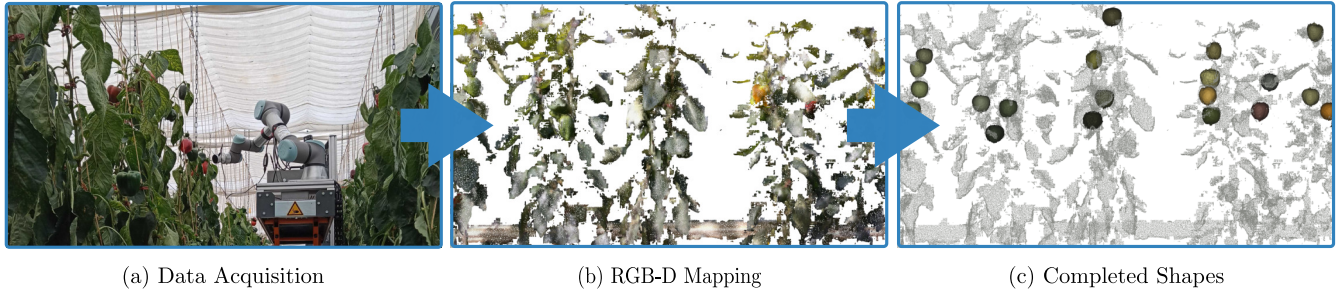 (a) Data Acquisition
(b) RGB-D Mapping
(c) Completed Shapes